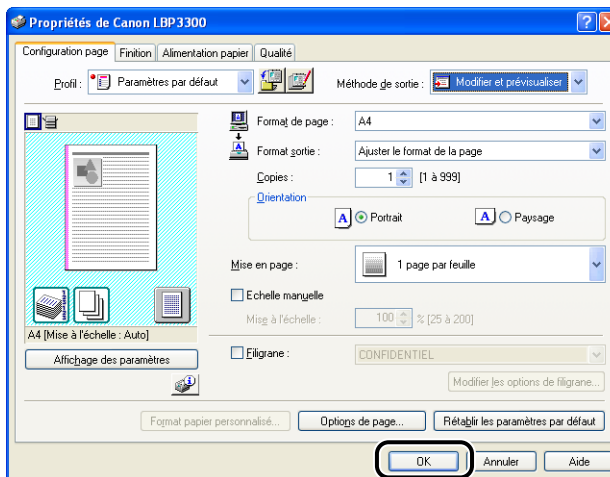 Propriétés de Canon LBP3300
Configuration page Finition Alimentation papier Qualité
Profil : Paramètres par défaut Méthode de sortie : Modifier et prévisualiser
Format de page : A4
Format sortie : Ajuster le format de la page
Copies : 1 [1 à 999]
Orientation
A Portrait A Paysage
Mise en page : 1 page par feuille
Echelle manuelle
Mise à l'échelle : 100 % [25 à 200]
A4 [Mise à l'échelle : Auto]
Affichage des paramètres
Filigrane : CONFIDENTIEL
Modifier les options de filigrane...
Format papier personnalisé... Options de page... Rétablir les paramètres par défaut
OK Annuler Aide